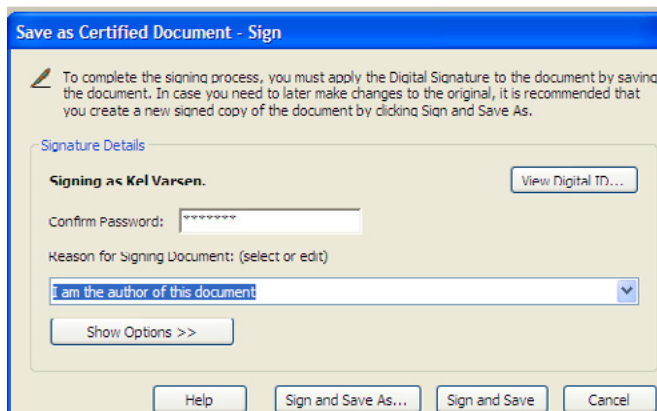 Save as Certified Document - Sign
To complete the signing process, you must apply the Digital Signature to the document by saving
the document. In case you need to later make changes to the original, it is recommended that
you create a new signed copy of the document by clicking Sign and Save As.
Signature Details
Signing as Kel Varsen.
View Digital ID...
Confirm Password: *******
Reason for Signing Document: (select or edit)
I am the author of this document
Show Options >>
Help Sign and Save As... Sign and Save Cancel